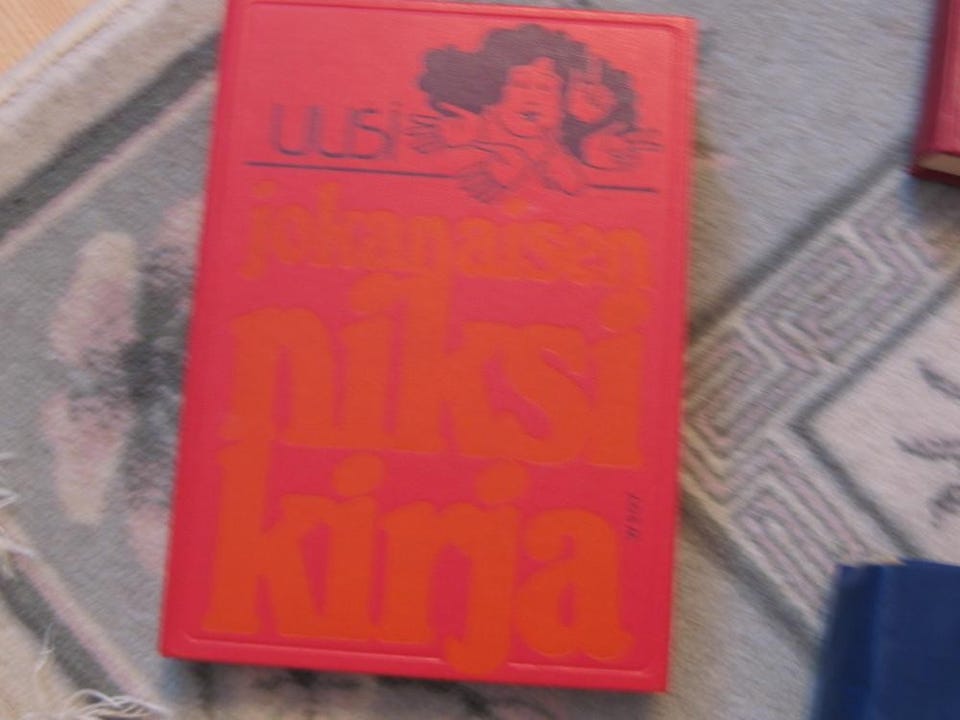 uusi
jokanaisen
niksi
kirja